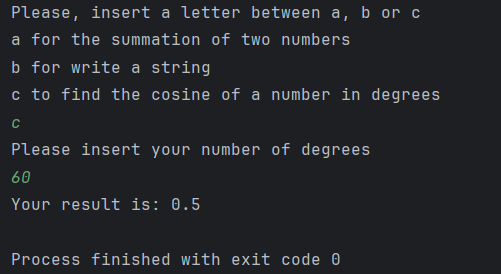 Please, insert a letter between a, b or c
a for the summation of two numbers
b for write a string
c to find the cosine of a number in degrees
c
Please insert your number of degrees
60
Your result is: 0.5
Process finished with exit code 0